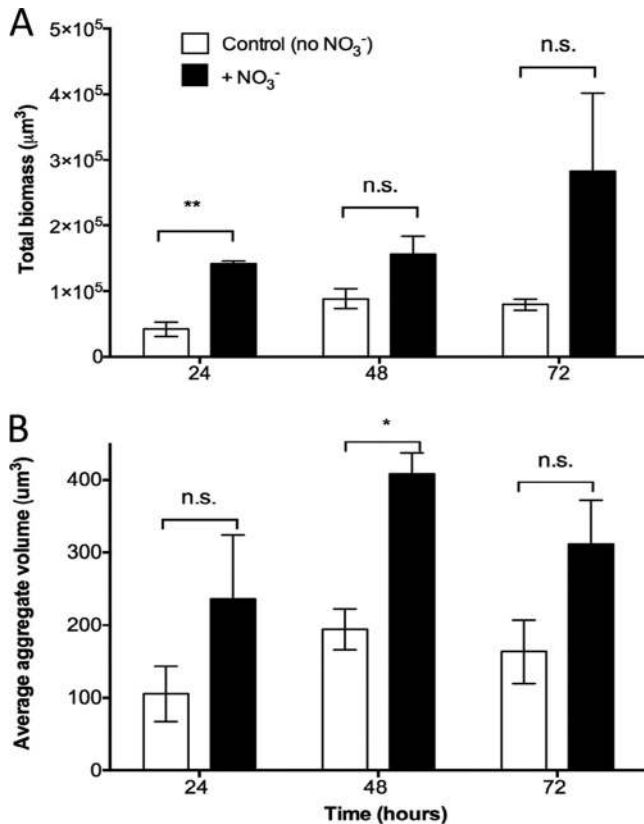 A
Total biomass (µm³)
5×10⁵
4×10⁵
3×10⁵
2×10⁵
1×10⁵
0
Control (no NO₃⁻)
+ NO₃⁻
**
n.s.
n.s.
24
48
72
B
Average aggregate volume (um³)
400
300
200
100
0
n.s.
*
n.s.
24
48
72
Time (hours)